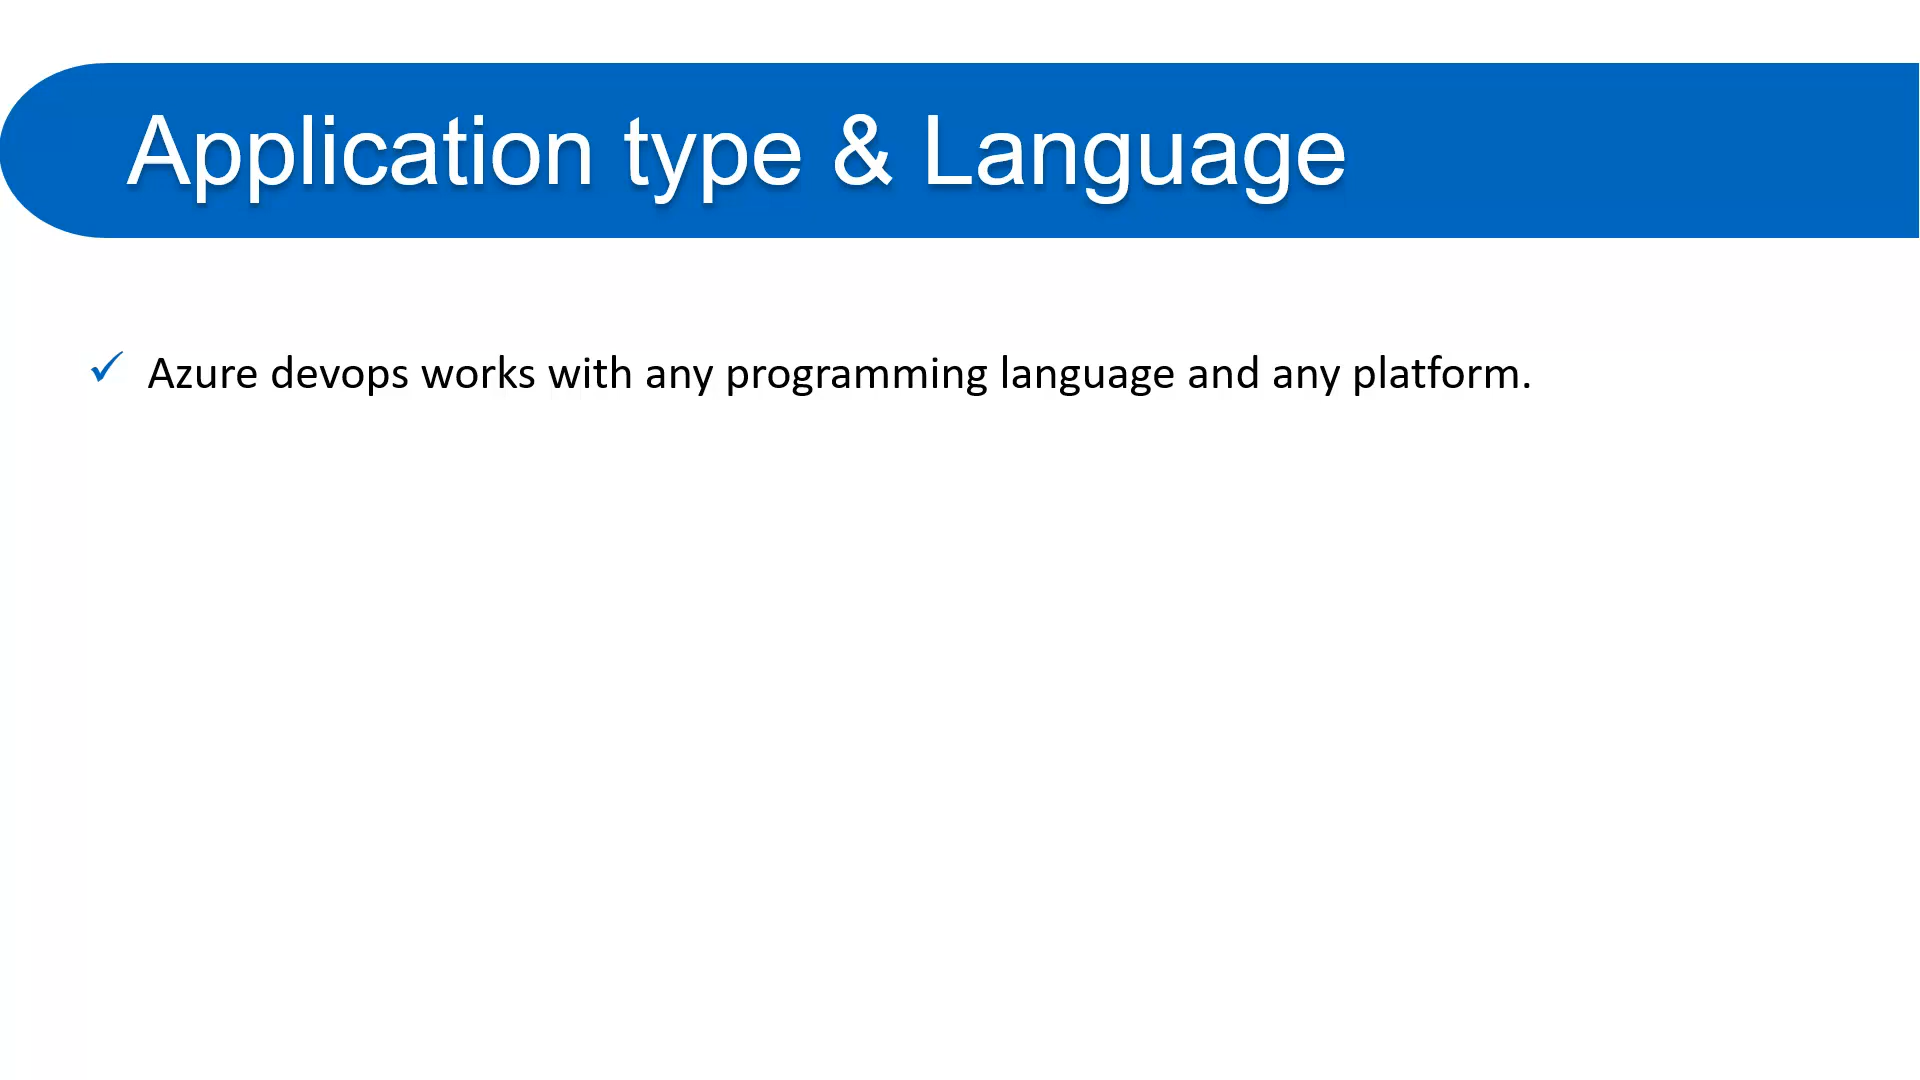 Application type & Language
Azure devops works with any programming language and any platform.